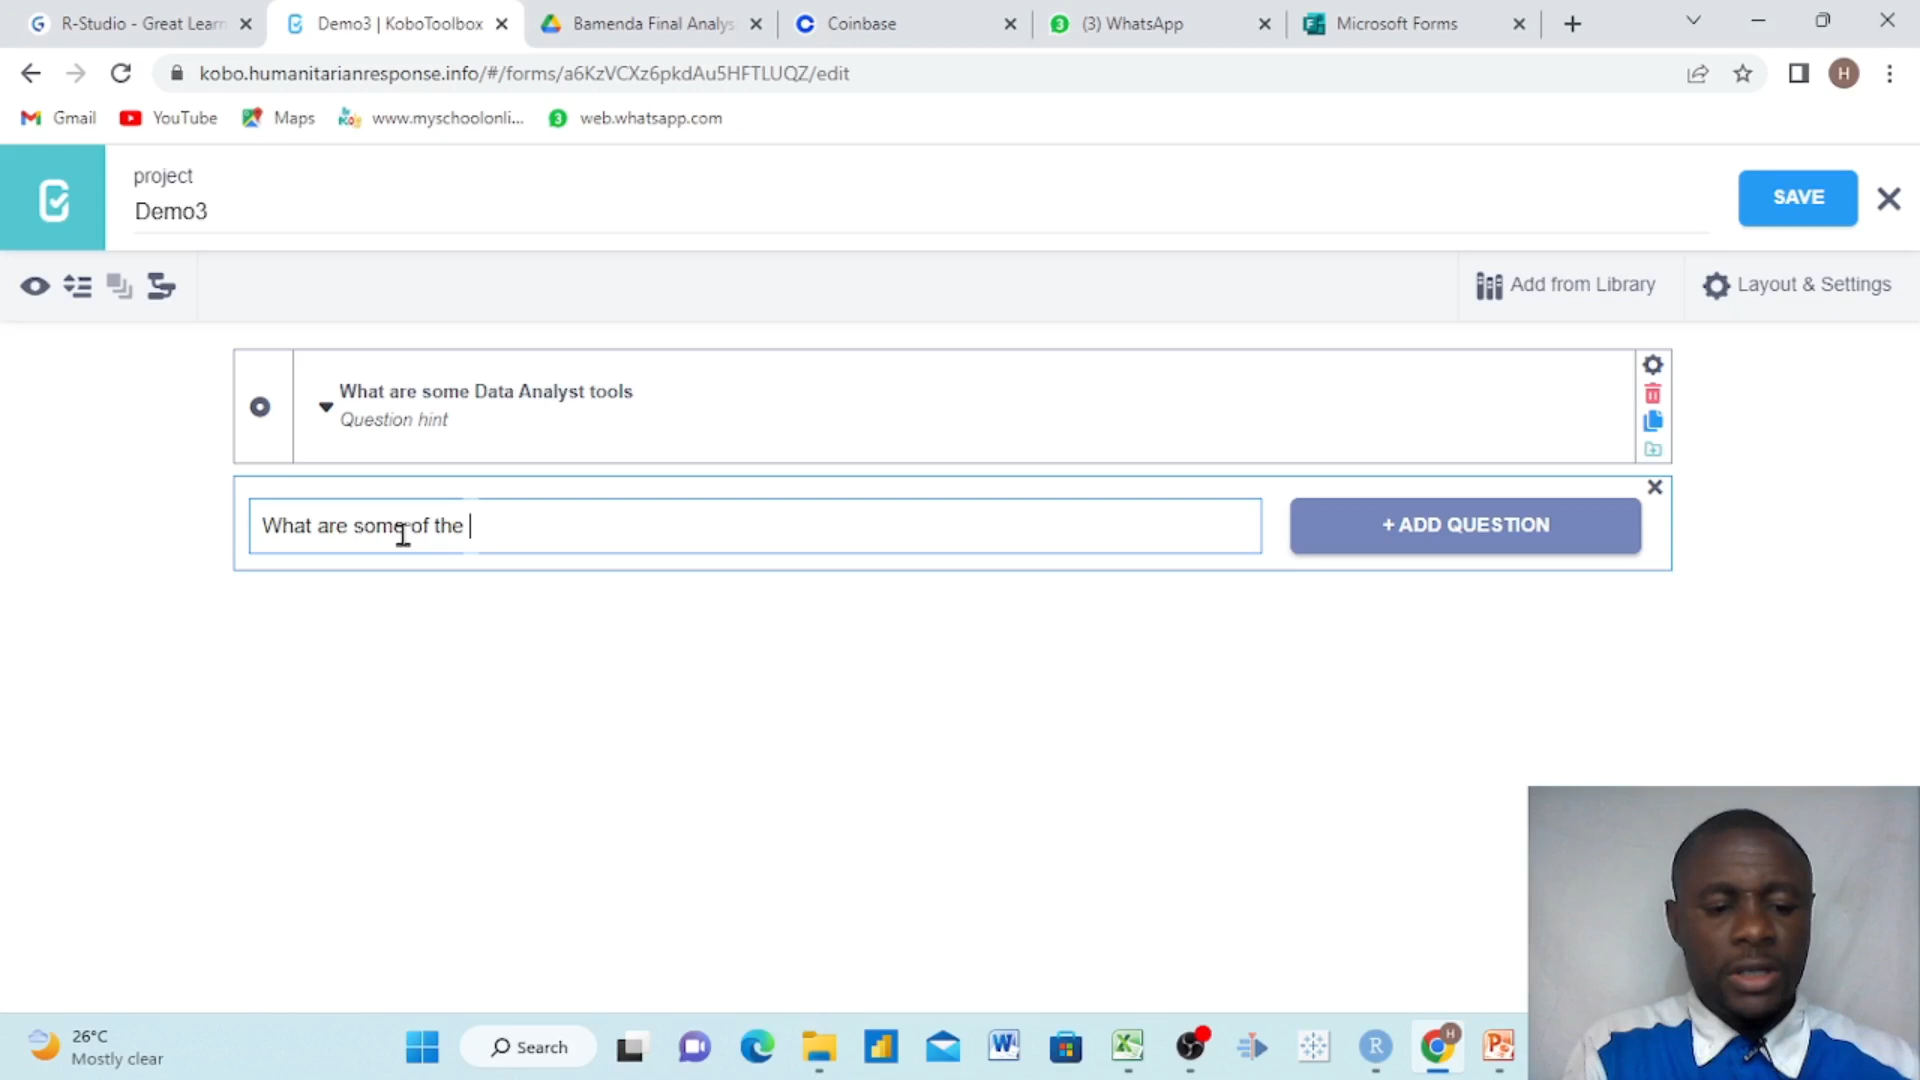 R-Studio - Great Learn
Demo3 | KoboToolbox
Bamenda Final Analys
Coinbase
(3) WhatsApp
Microsoft Forms
kobo.humanitarianresponse.info/#/forms/a6KzVCXz6pkdAu5HFTLUQZ/edit
H
Gmail
YouTube
Maps
www.myschoolonli...
web.whatsapp.com
project
Demo3
SAVE
Add from Library
Layout & Settings
What are some Data Analyst tools
Question hint
What are some of the
+ ADD QUESTION
26°C
Mostly clear
Search